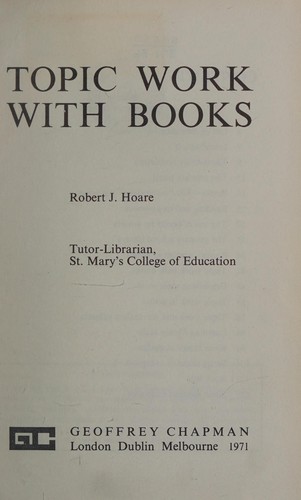 TOPIC WORK
WITH BOOKS
Robert J. Hoare
Tutor-Librarian,
St. Mary's College of Education
GC GEOFFREY CHAPMAN
London Dublin Melbourne 1971